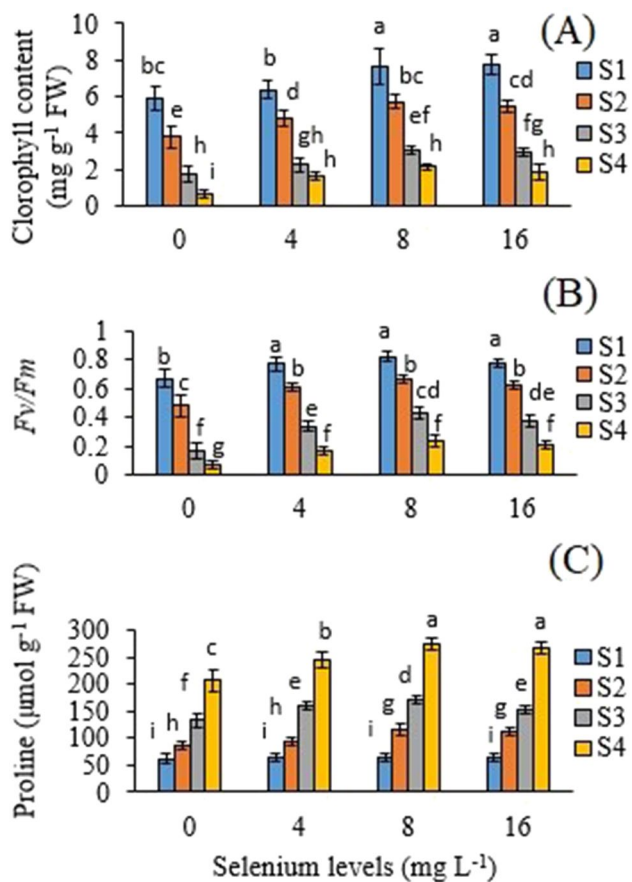 (A)
Clorophyll content
(mg g⁻¹ FW)
10
8
6
4
2
0
bc e h i
b d gh h
a bc ef h
a cd fg h
0 4 8 16
S1
S2
S3
S4
(B)
Fv/Fm
1
0.8
0.6
0.4
0.2
0
b c f g
a b e f
a b cd f
a b de f
0 4 8 16
S1
S2
S3
S4
(C)
Proline (µmol g⁻¹ FW)
300
250
200
150
100
50
0
i h f c
i h e b
i g d a
i g e a
0 4 8 16
S1
S2
S3
S4
Selenium levels (mg L⁻¹)